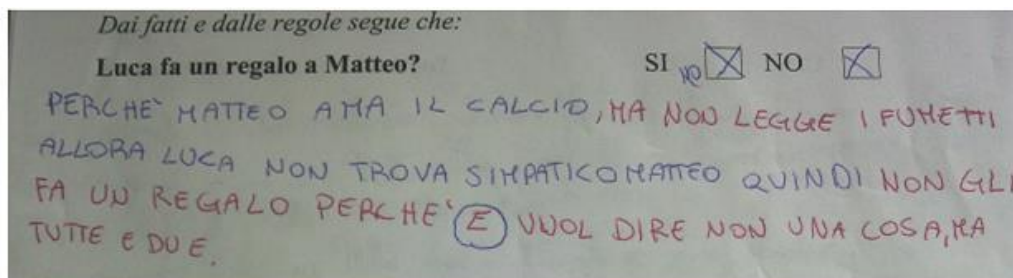 Dai fatti e dalle regole segue che:
Luca fa un regalo a Matteo? SI NO NO
PERCHÈ MATTEO AMA IL CALCIO, MA NON LEGGE I FUMETTI
ALLORA LUCA NON TROVA SIMPATICO MATTEO QUINDI NON GLI
FA UN REGALO PERCHE' E VUOL DIRE NON UNA COSA, MA
TUTTE E DUE.